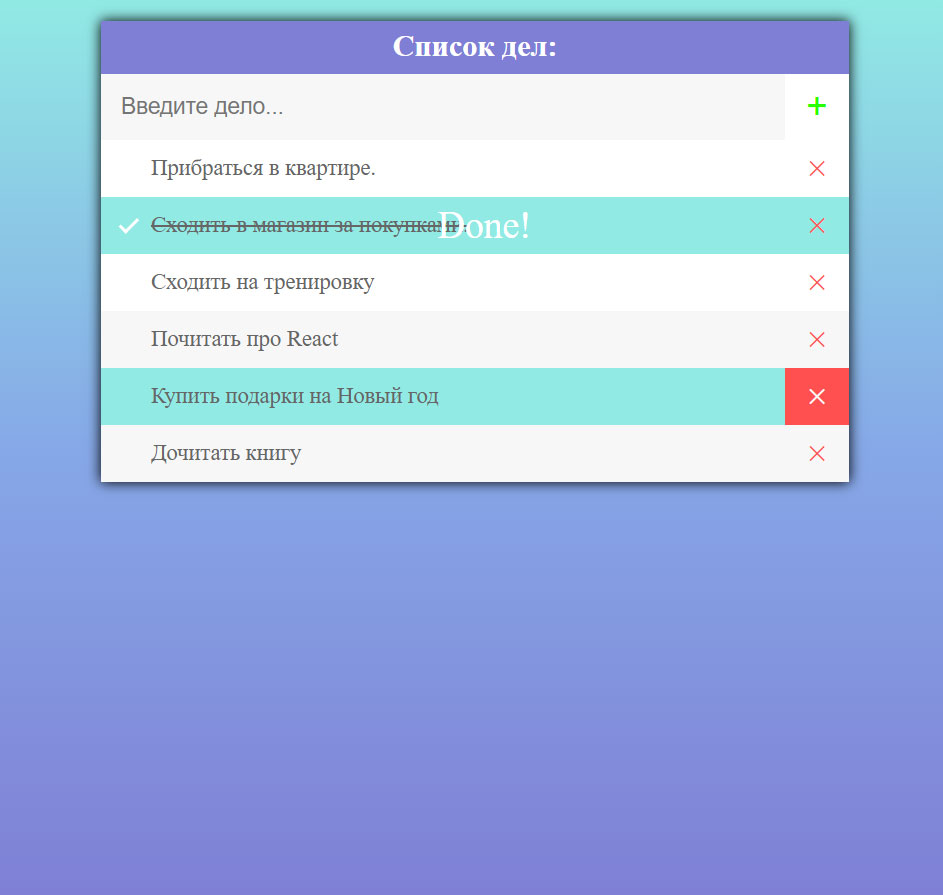 Список дел:
Введите дело...
Прибраться в квартире.
Сходить в магазин за покупками.
Done!
Сходить на тренировку
Почитать про React
Купить подарки на Новый год
Дочитать книгу